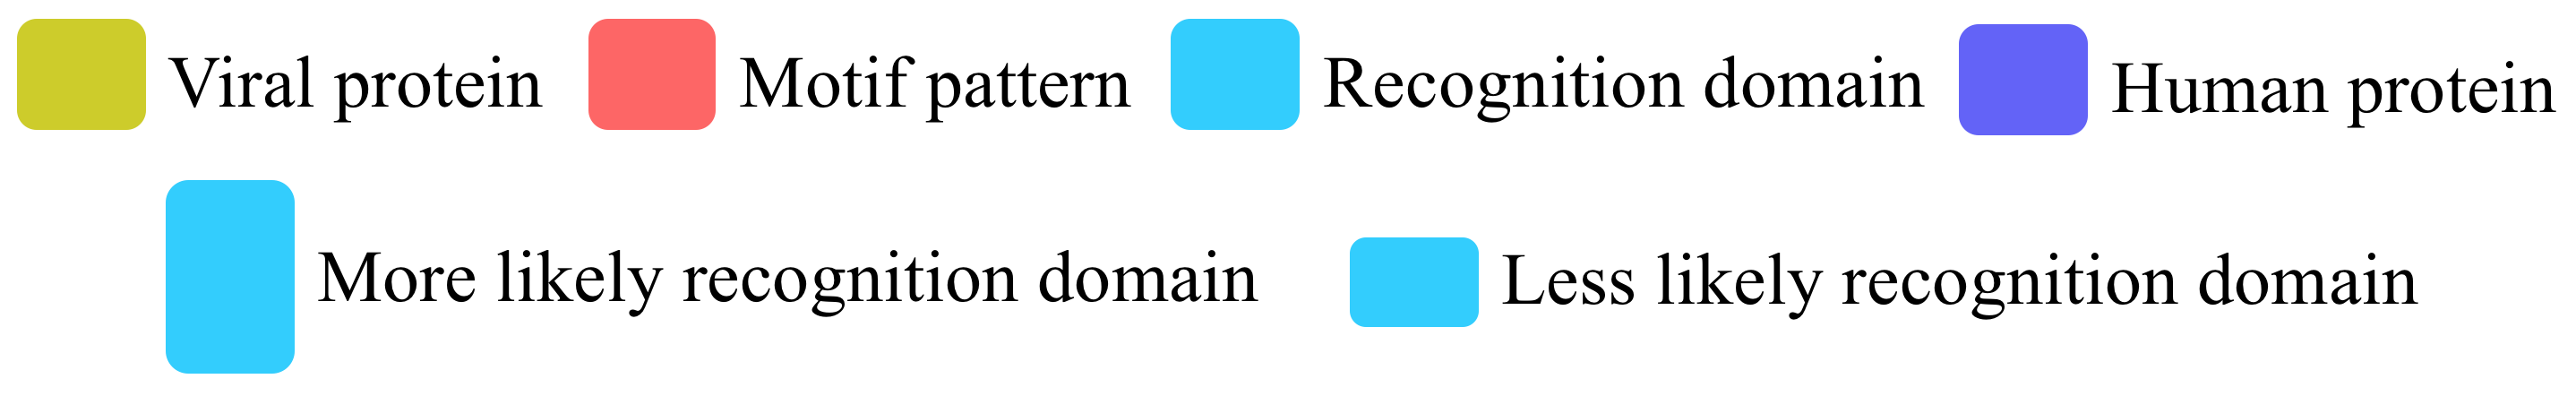 Viral protein Motif pattern Recognition domain Human protein
More likely recognition domain Less likely recognition domain